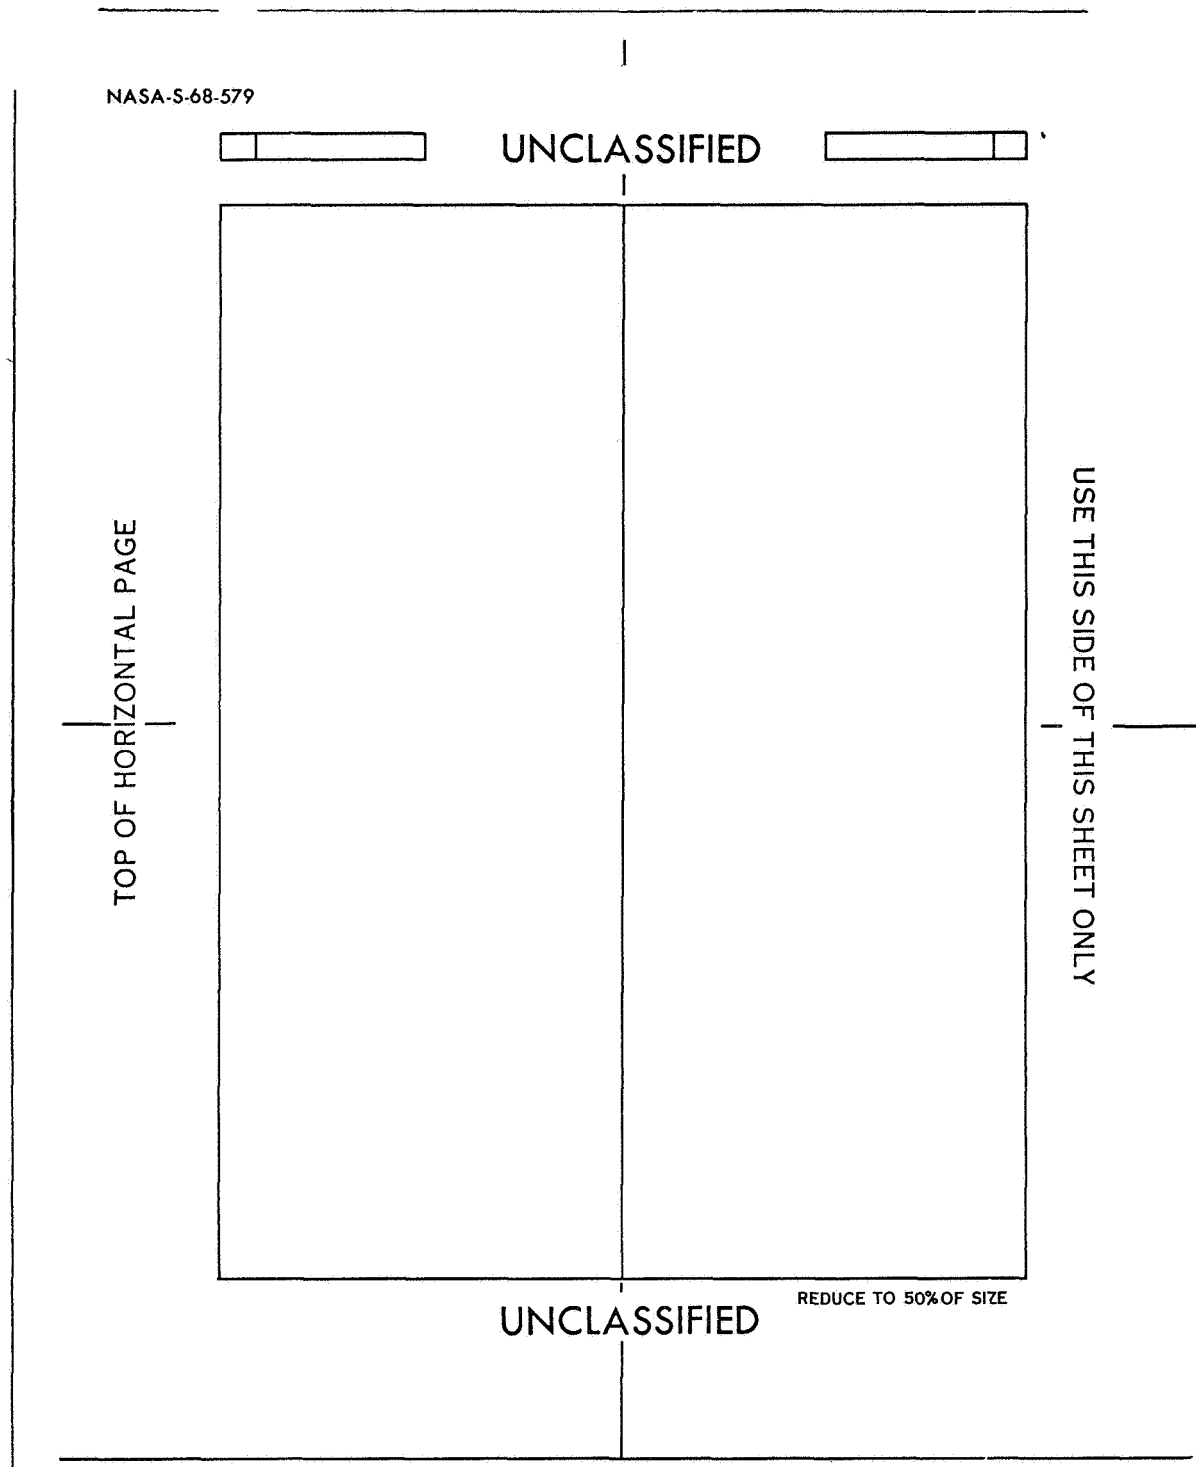 NASA-S-68-579
UNCLASSIFIED
TOP OF HORIZONTAL PAGE
USE THIS SIDE OF THIS SHEET ONLY
REDUCE TO 50% OF SIZE
UNCLASSIFIED